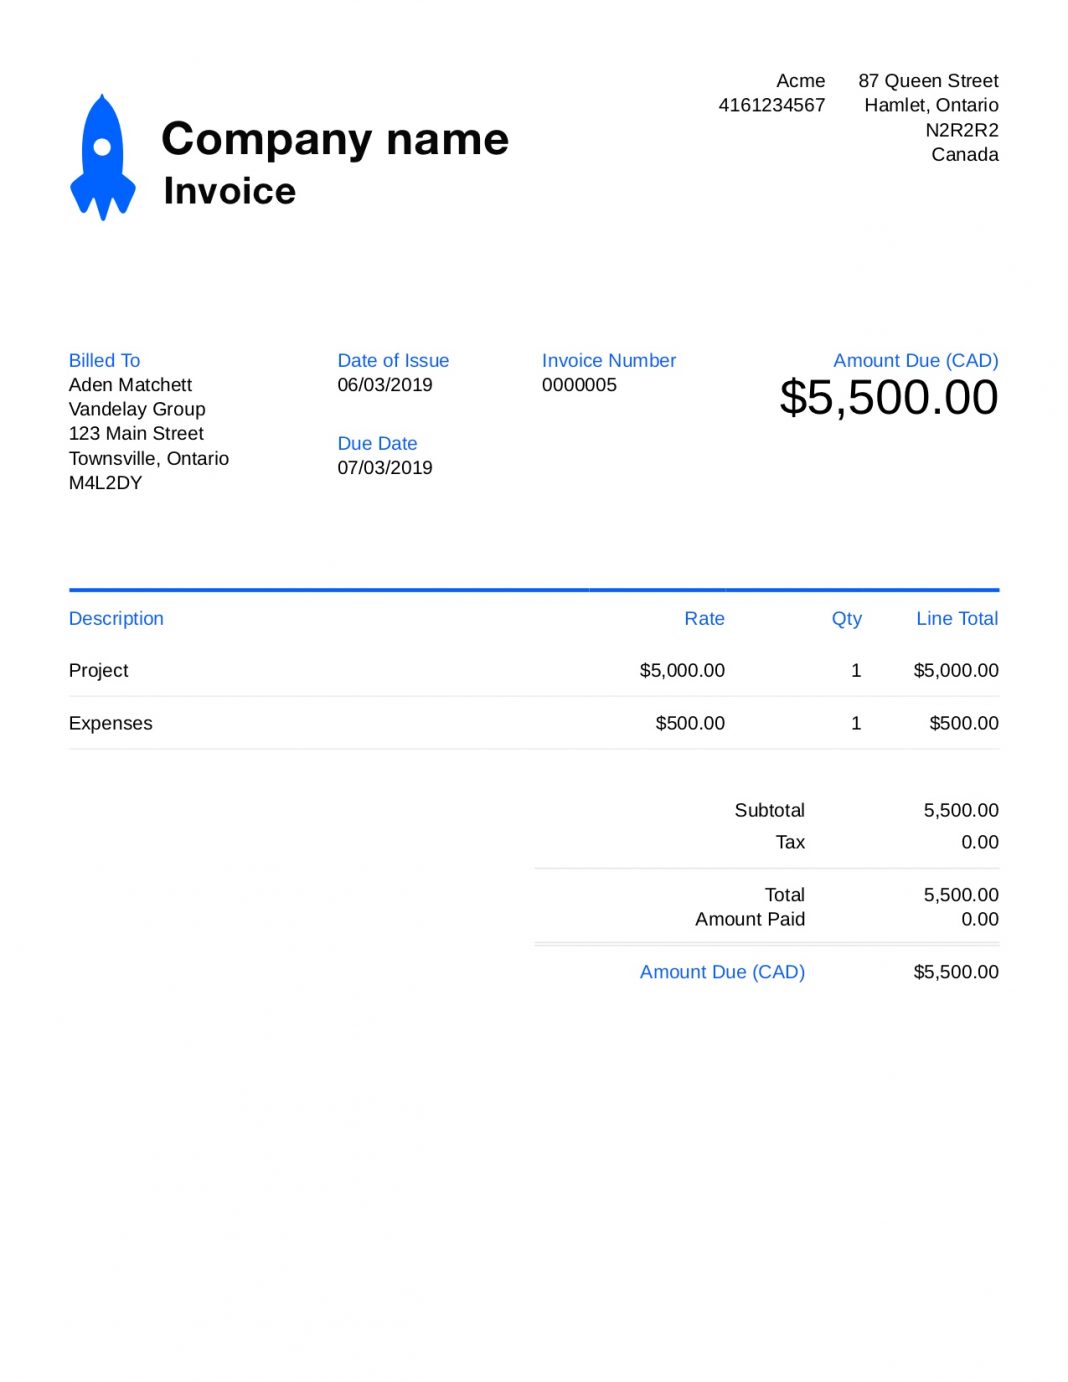 Acme
4161234567
87 Queen Street
Hamlet, Ontario
N2R2R2
Canada
Company name
Invoice
Billed To
Aden Matchett
Vandelay Group
123 Main Street
Townsville, Ontario
M4L2DY
Date of Issue
06/03/2019
Due Date
07/03/2019
Invoice Number
0000005
Amount Due (CAD)
$5,500.00
Description Rate Qty Line Total
Project $5,000.00 1 $5,000.00
Expenses $500.00 1 $500.00
Subtotal 5,500.00
Tax 0.00
Total 5,500.00
Amount Paid 0.00
Amount Due (CAD) $5,500.00